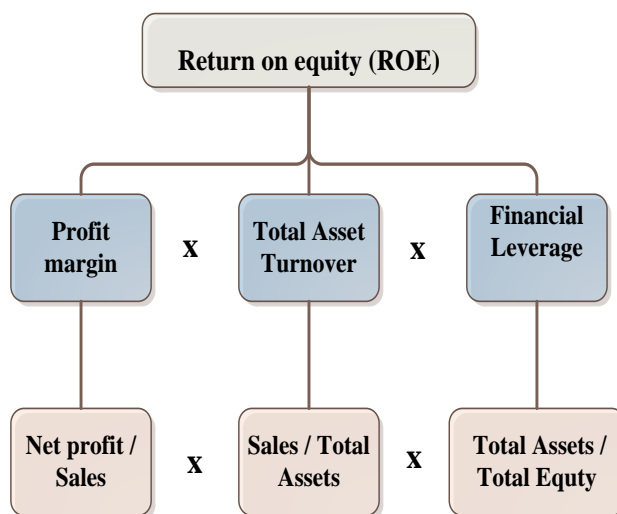 Return on equity (ROE)
Profit
margin
x
Total Asset
Turnover
x
Financial
Leverage
Net profit /
Sales
x
Sales / Total
Assets
x
Total Assets /
Total Equty